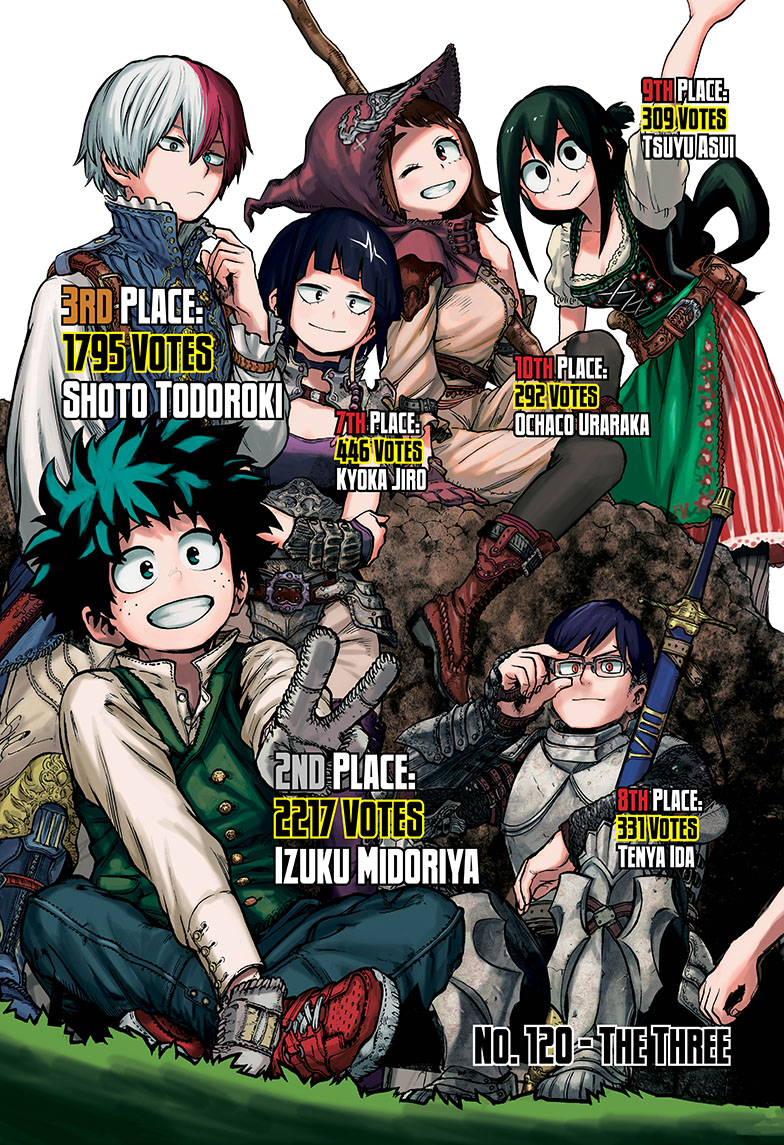 9TH PLACE:
309 VOTES
TSUYU ASUI
3RD PLACE:
1795 VOTES
SHOTO TODOROKI
10TH PLACE:
292 VOTES
OCHACO URARAKA
7TH PLACE:
446 VOTES
KYOKA JIRO
2ND PLACE:
2217 VOTES
IZUKU MIDORIYA
VIII
8TH PLACE:
331 VOTES
TENYA IDA
NO. 120 - THE THREE